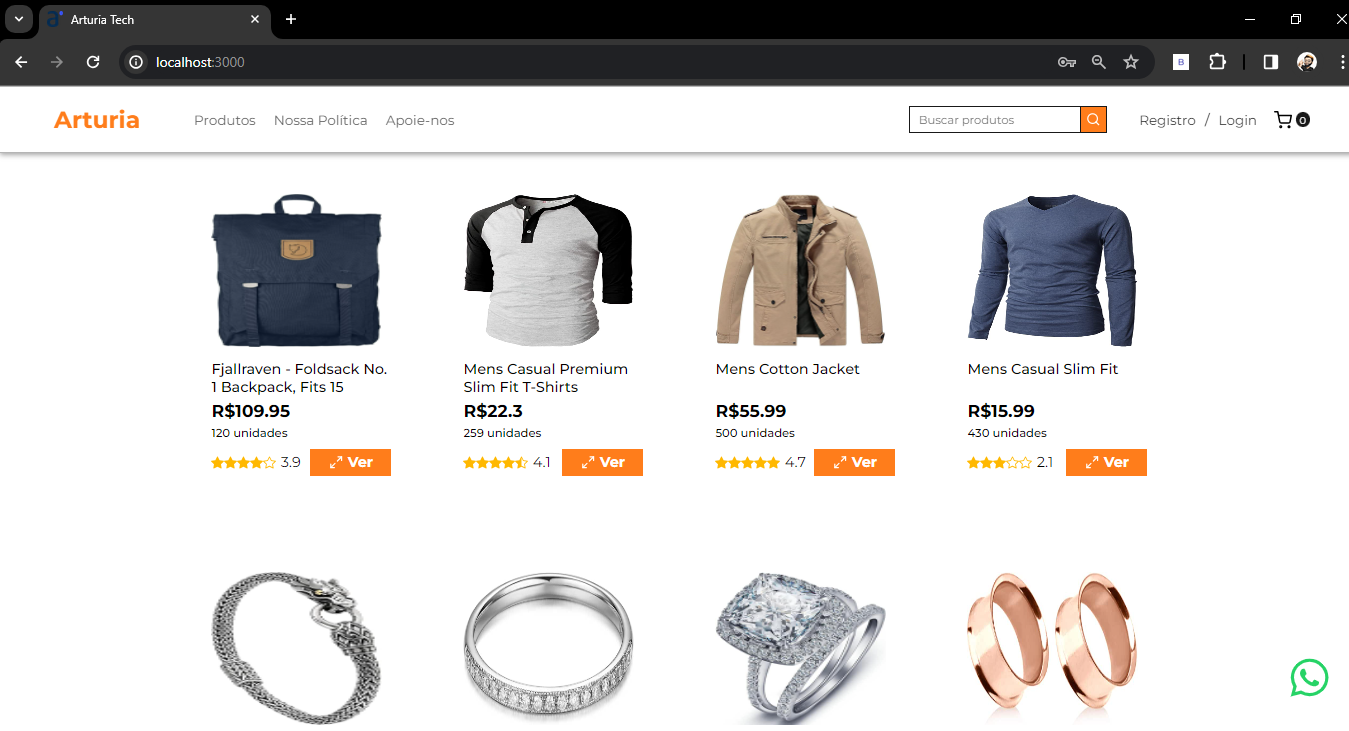 Arturia Tech
localhost:3000
B
Arturia
Produtos
Nossa Política
Apoie-nos
Buscar produtos
Registro / Login
0
Fjallraven - Foldsack No.
1 Backpack, Fits 15
R$109.95
120 unidades
3.9
Ver
Mens Casual Premium
Slim Fit T-Shirts
R$22.3
259 unidades
4.1
Ver
Mens Cotton Jacket
R$55.99
500 unidades
4.7
Ver
Mens Casual Slim Fit
R$15.99
430 unidades
2.1
Ver